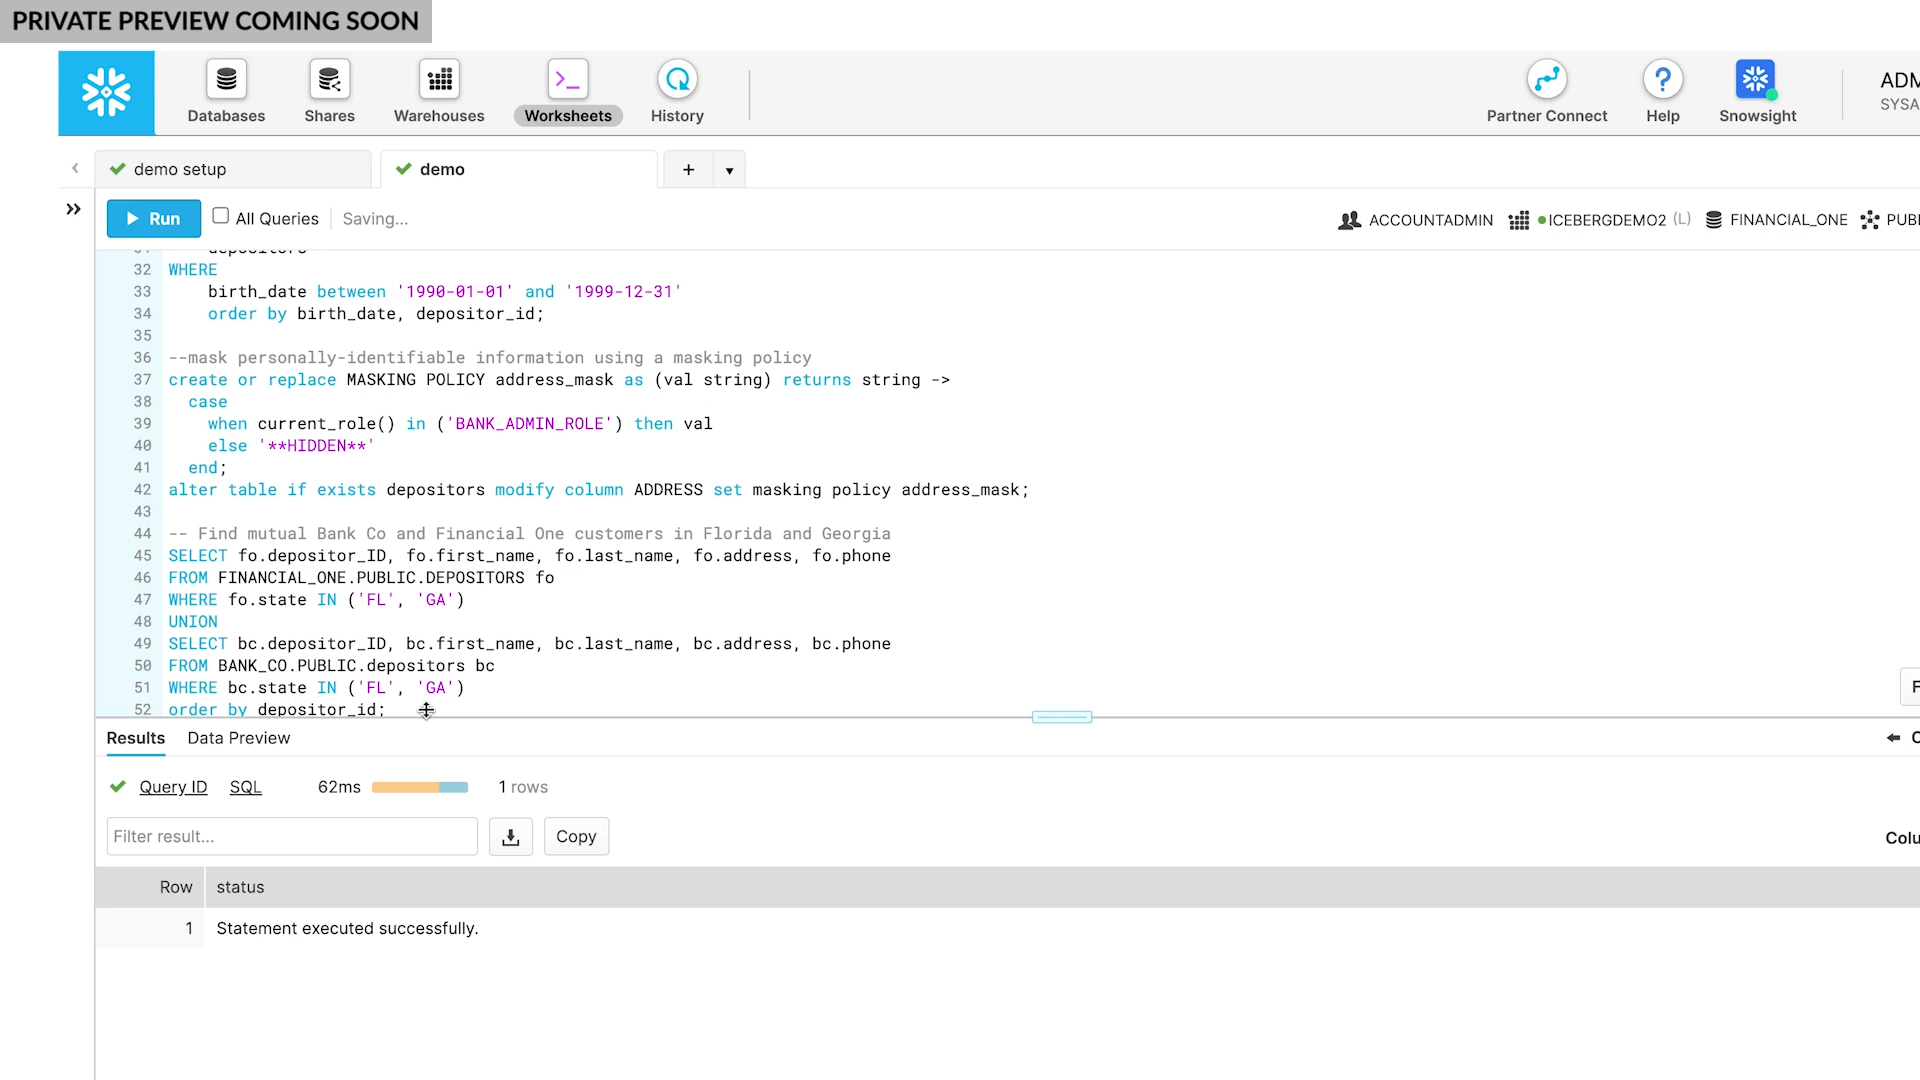 PRIVATE PREVIEW COMING SOON
Databases
Shares
Warehouses
Worksheets
History
Partner Connect
Help
Snowsight
SYSA
demo setup
demo
Run
All Queries
Saving...
ACCOUNTADMIN
ICEBERGDEMO2 (L)
FINANCIAL_ONE
32 WHERE
33 birth_date between '1990-01-01' and '1999-12-31'
34 order by birth_date, depositor_id;
35
36 --mask personally-identifiable information using a masking policy
37 create or replace MASKING POLICY address_mask as (val string) returns string ->
38 case
39 when current_role() in ('BANK_ADMIN_ROLE') then val
40 else '**HIDDEN**'
41 end;
42 alter table if exists depositors modify column ADDRESS set masking policy address_mask;
43
44 -- Find mutual Bank Co and Financial One customers in Florida and Georgia
45 SELECT fo.depositor_ID, fo.first_name, fo.last_name, fo.address, fo.phone
46 FROM FINANCIAL_ONE.PUBLIC.DEPOSITORS fo
47 WHERE fo.state IN ('FL', 'GA')
48 UNION
49 SELECT bc.depositor_ID, bc.first_name, bc.last_name, bc.address, bc.phone
50 FROM BANK_CO.PUBLIC.depositors bc
51 WHERE bc.state IN ('FL', 'GA')
52 order by depositor_id;
Results
Data Preview
Query ID
SQL
62ms
1 rows
Filter result...
Copy
Colu
Row status
1 Statement executed successfully.